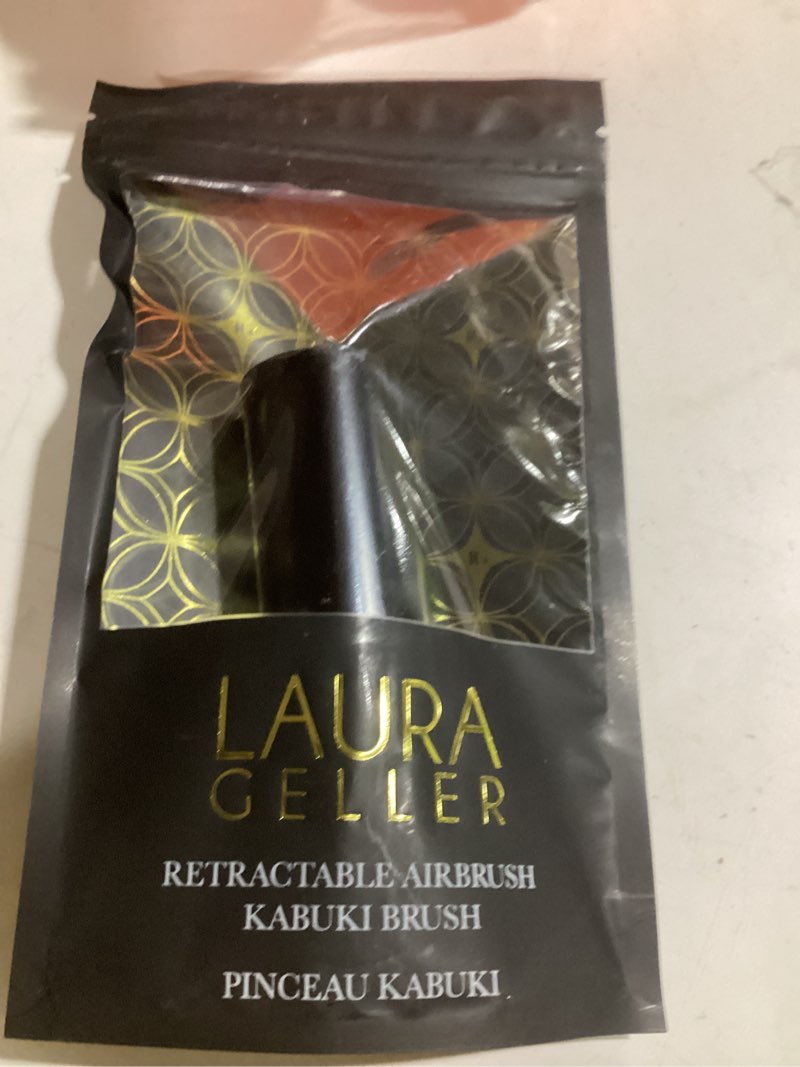 LAURA
GELLER
RETRACTABLE AIRBRUSH
KABUKI BRUSH
PINCEAU KABUKI